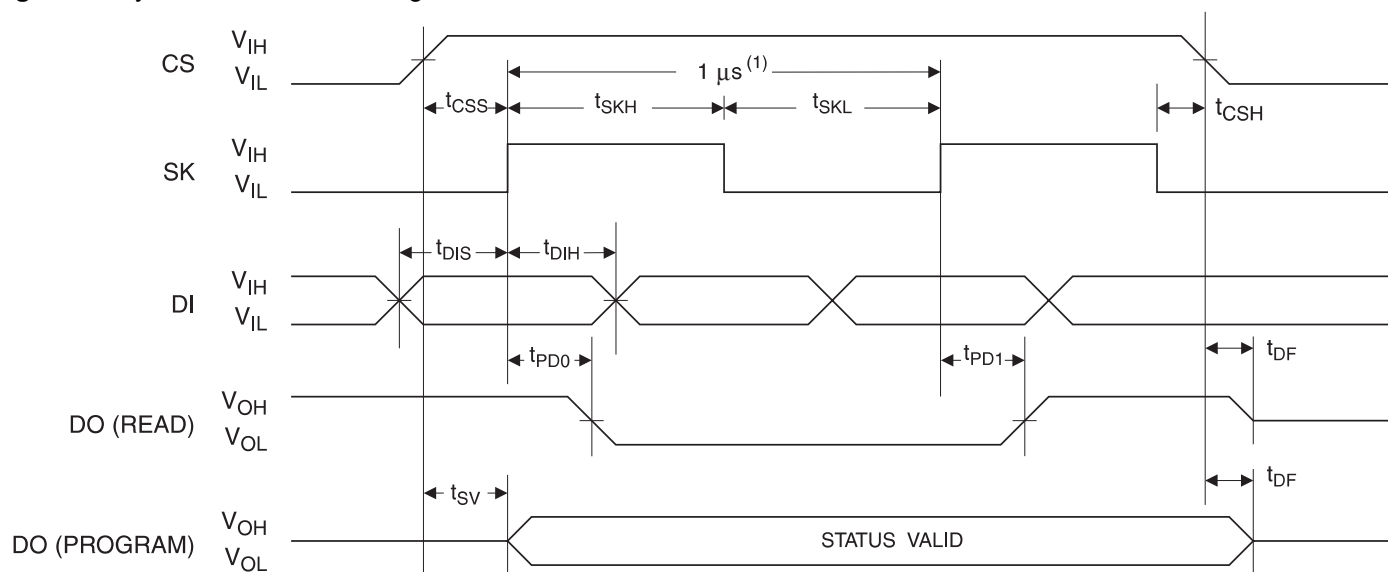 CS V_IH
V_IL
1 μs (1)
t_CSS t_SKH t_SKL t_CSH
SK V_IH
V_IL
t_DIS t_DIH
DI V_IH
V_IL
t_PD0 t_PD1 t_DF
DO (READ) V_OH
V_OL
t_SV t_DF
DO (PROGRAM) V_OH
V_OL
STATUS VALID